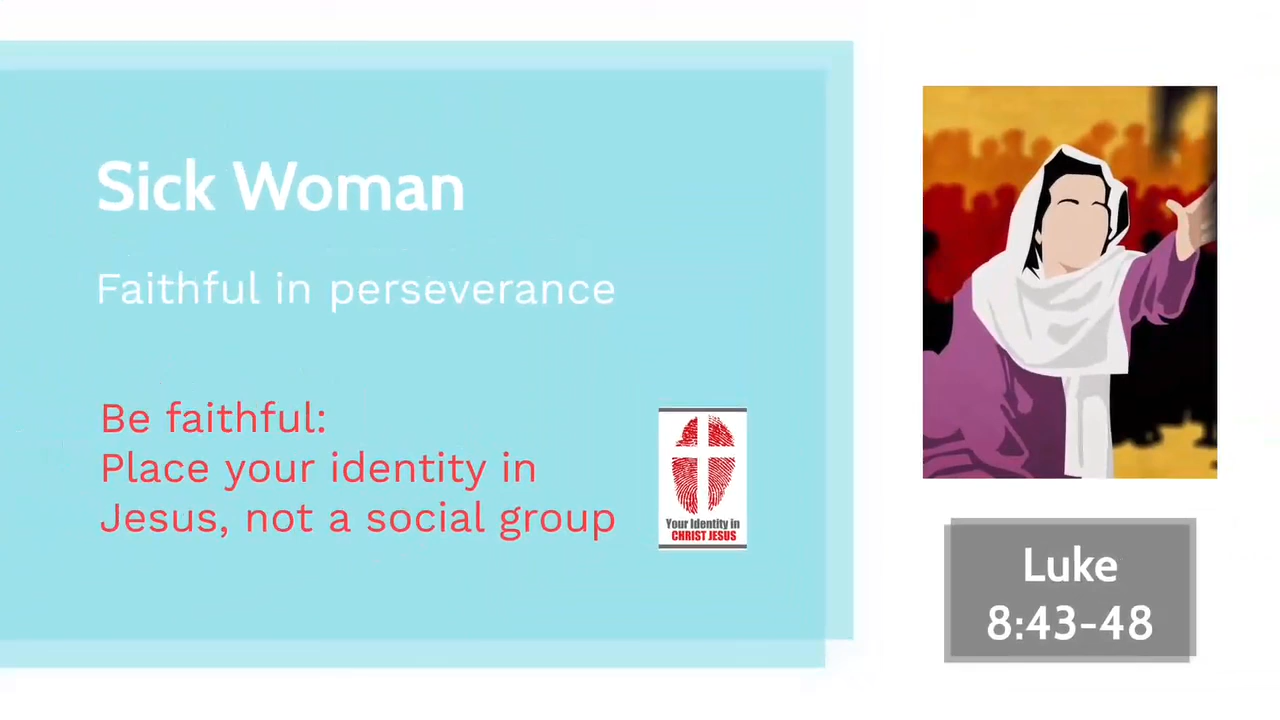 Sick Woman
Faithful in perseverance
Be faithful:
Place your identity in
Jesus, not a social group
Your Identity in
CHRIST JESUS
Luke
8:43-48